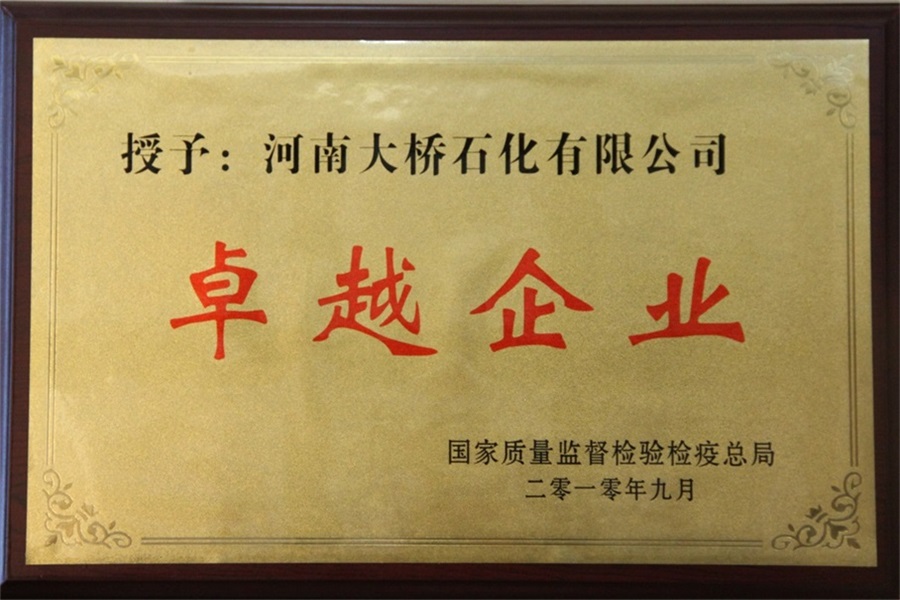 授予：河南大桥石化有限公司
卓越企业
国家质量监督检验检疫总局
二零一零年九月